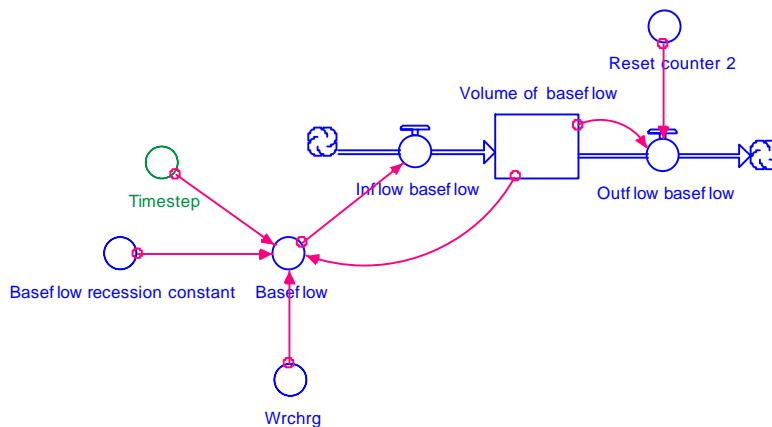 Reset counter 2
Volume of baseflow
Inflow baseflow
Outflow baseflow
Timestep
Baseflow recession constant
Baseflow
Wrchrg